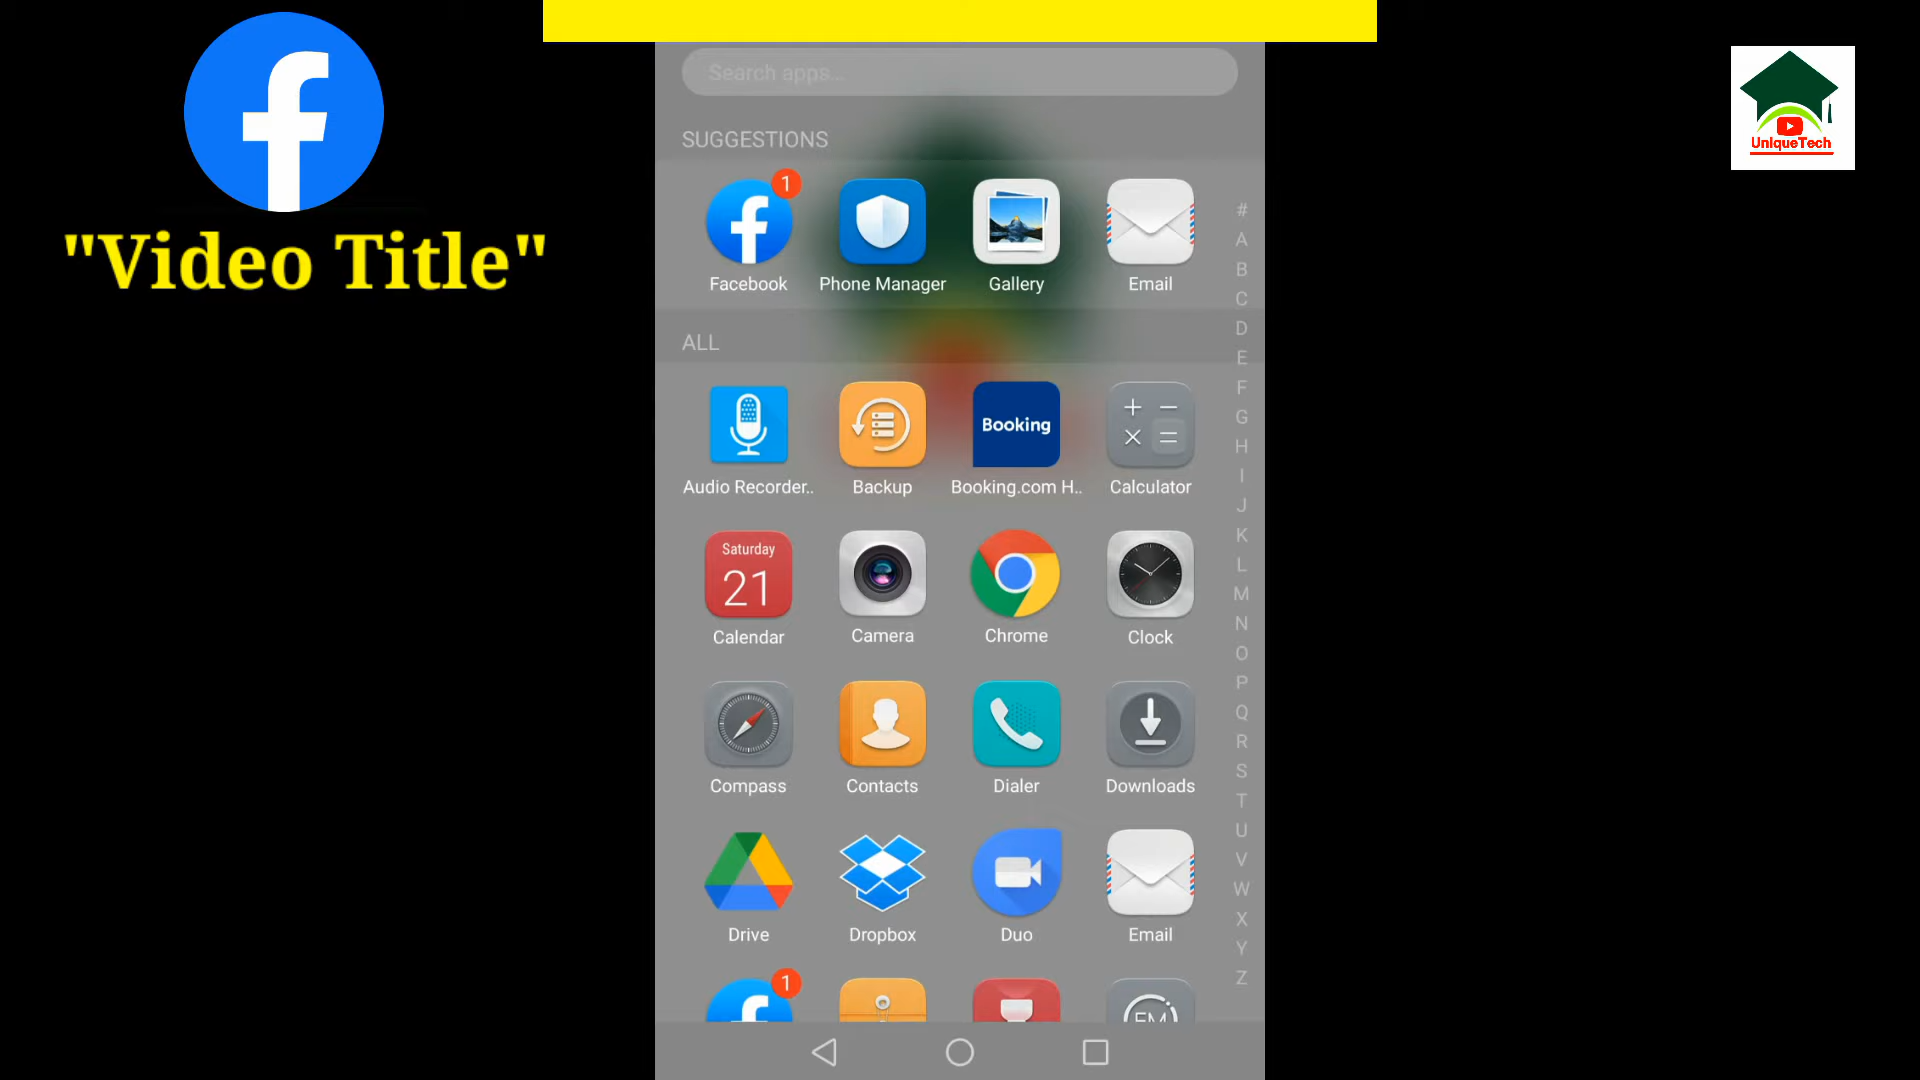 "Video Title"
UniqueTech
Search apps...
SUGGESTIONS
1
Facebook
Phone Manager
Gallery
Email
ALL
Booking
Audio Recorder..
Backup
Booking.com H..
Calculator
Saturday
21
Calendar
Camera
Chrome
Clock
Compass
Contacts
Dialer
Downloads
Drive
Dropbox
Duo
Email
1
FM
#
A
B
C
D
E
F
G
H
I
J
K
L
M
N
O
P
Q
R
S
T
U
V
W
X
Y
Z